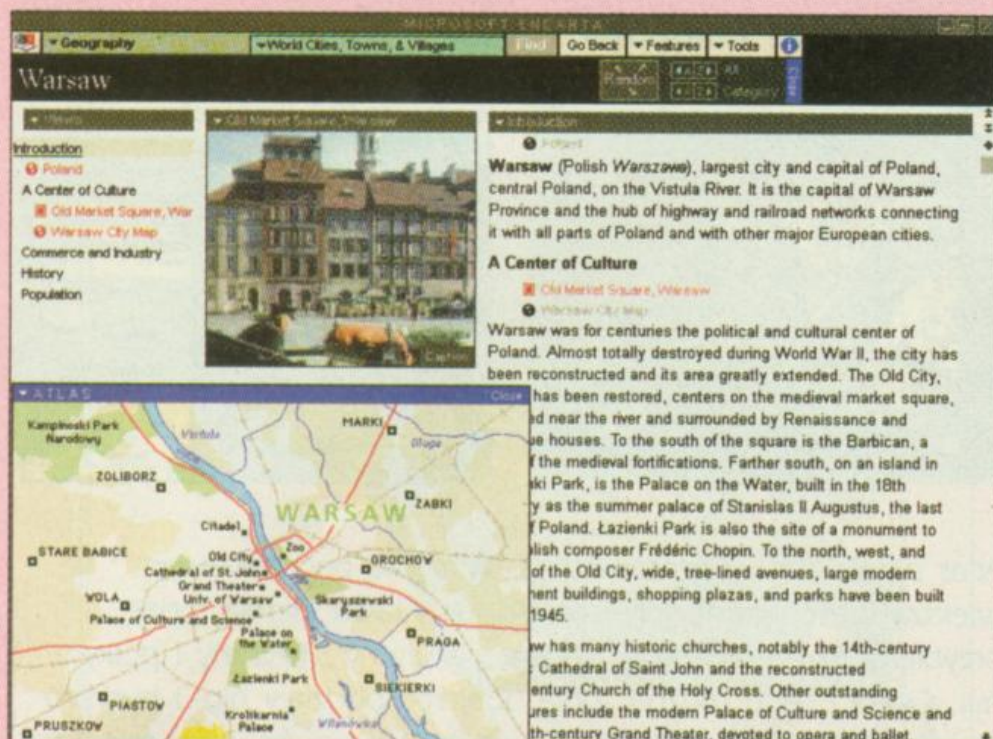 MICROSOFT ENCARTA
Geography
World Cities, Towns, & Villages
Find
Go Back
Features
Tools
Warsaw
Random
All
Category
Introduction
Poland
A Center of Culture
Old Market Square, War
Warsaw City Map
Commerce and Industry
History
Population
Old Market Square, Warsaw
Caption
Introduction
Poland
Warsaw (Polish Warszawa), largest city and capital of Poland,
central Poland, on the Vistula River. It is the capital of Warsaw
Province and the hub of highway and railroad networks connecting
it with all parts of Poland and with other major European cities.
A Center of Culture
Old Market Square, Warsaw
Warsaw City Map
Warsaw was for centuries the political and cultural center of
Poland. Almost totally destroyed during World War II, the city has
been reconstructed and its area greatly extended. The Old City,
has been restored, centers on the medieval market square,
ed near the river and surrounded by Renaissance and
ue houses. To the south of the square is the Barbican, a
f the medieval fortifications. Farther south, on an island in
ki Park, is the Palace on the Water, built in the 18th
y as the summer palace of Stanislas II Augustus, the last
f Poland. Łazienki Park is also the site of a monument to
lish composer Frédéric Chopin. To the north, west, and
of the Old City, wide, tree-lined avenues, large modern
ment buildings, shopping plazas, and parks have been built
1945.
w has many historic churches, notably the 14th-century
Cathedral of Saint John and the reconstructed
entury Church of the Holy Cross. Other outstanding
ures include the modern Palace of Culture and Science and
th-century Grand Theater, devoted to opera and ballet.
ATLAS
Close
Kampinoski Park
Narodowy
Vistula
MARKI
Dluga
ZOLIBORZ
ZABKI
WARSAW
Citadel
Old City
Zoo
STARE BABICE
GROCHOW
Cathedral of St. John
Grand Theater
WOLA
Univ. of Warsaw
Skaryszewski
Park
Palace of Culture and Science
Palace on
the Water
PRAGA
Łazienki Park
SIEKIERKI
PIASTOW
Krolikarnia
Palace
Wilanówka
PRUSZKOW